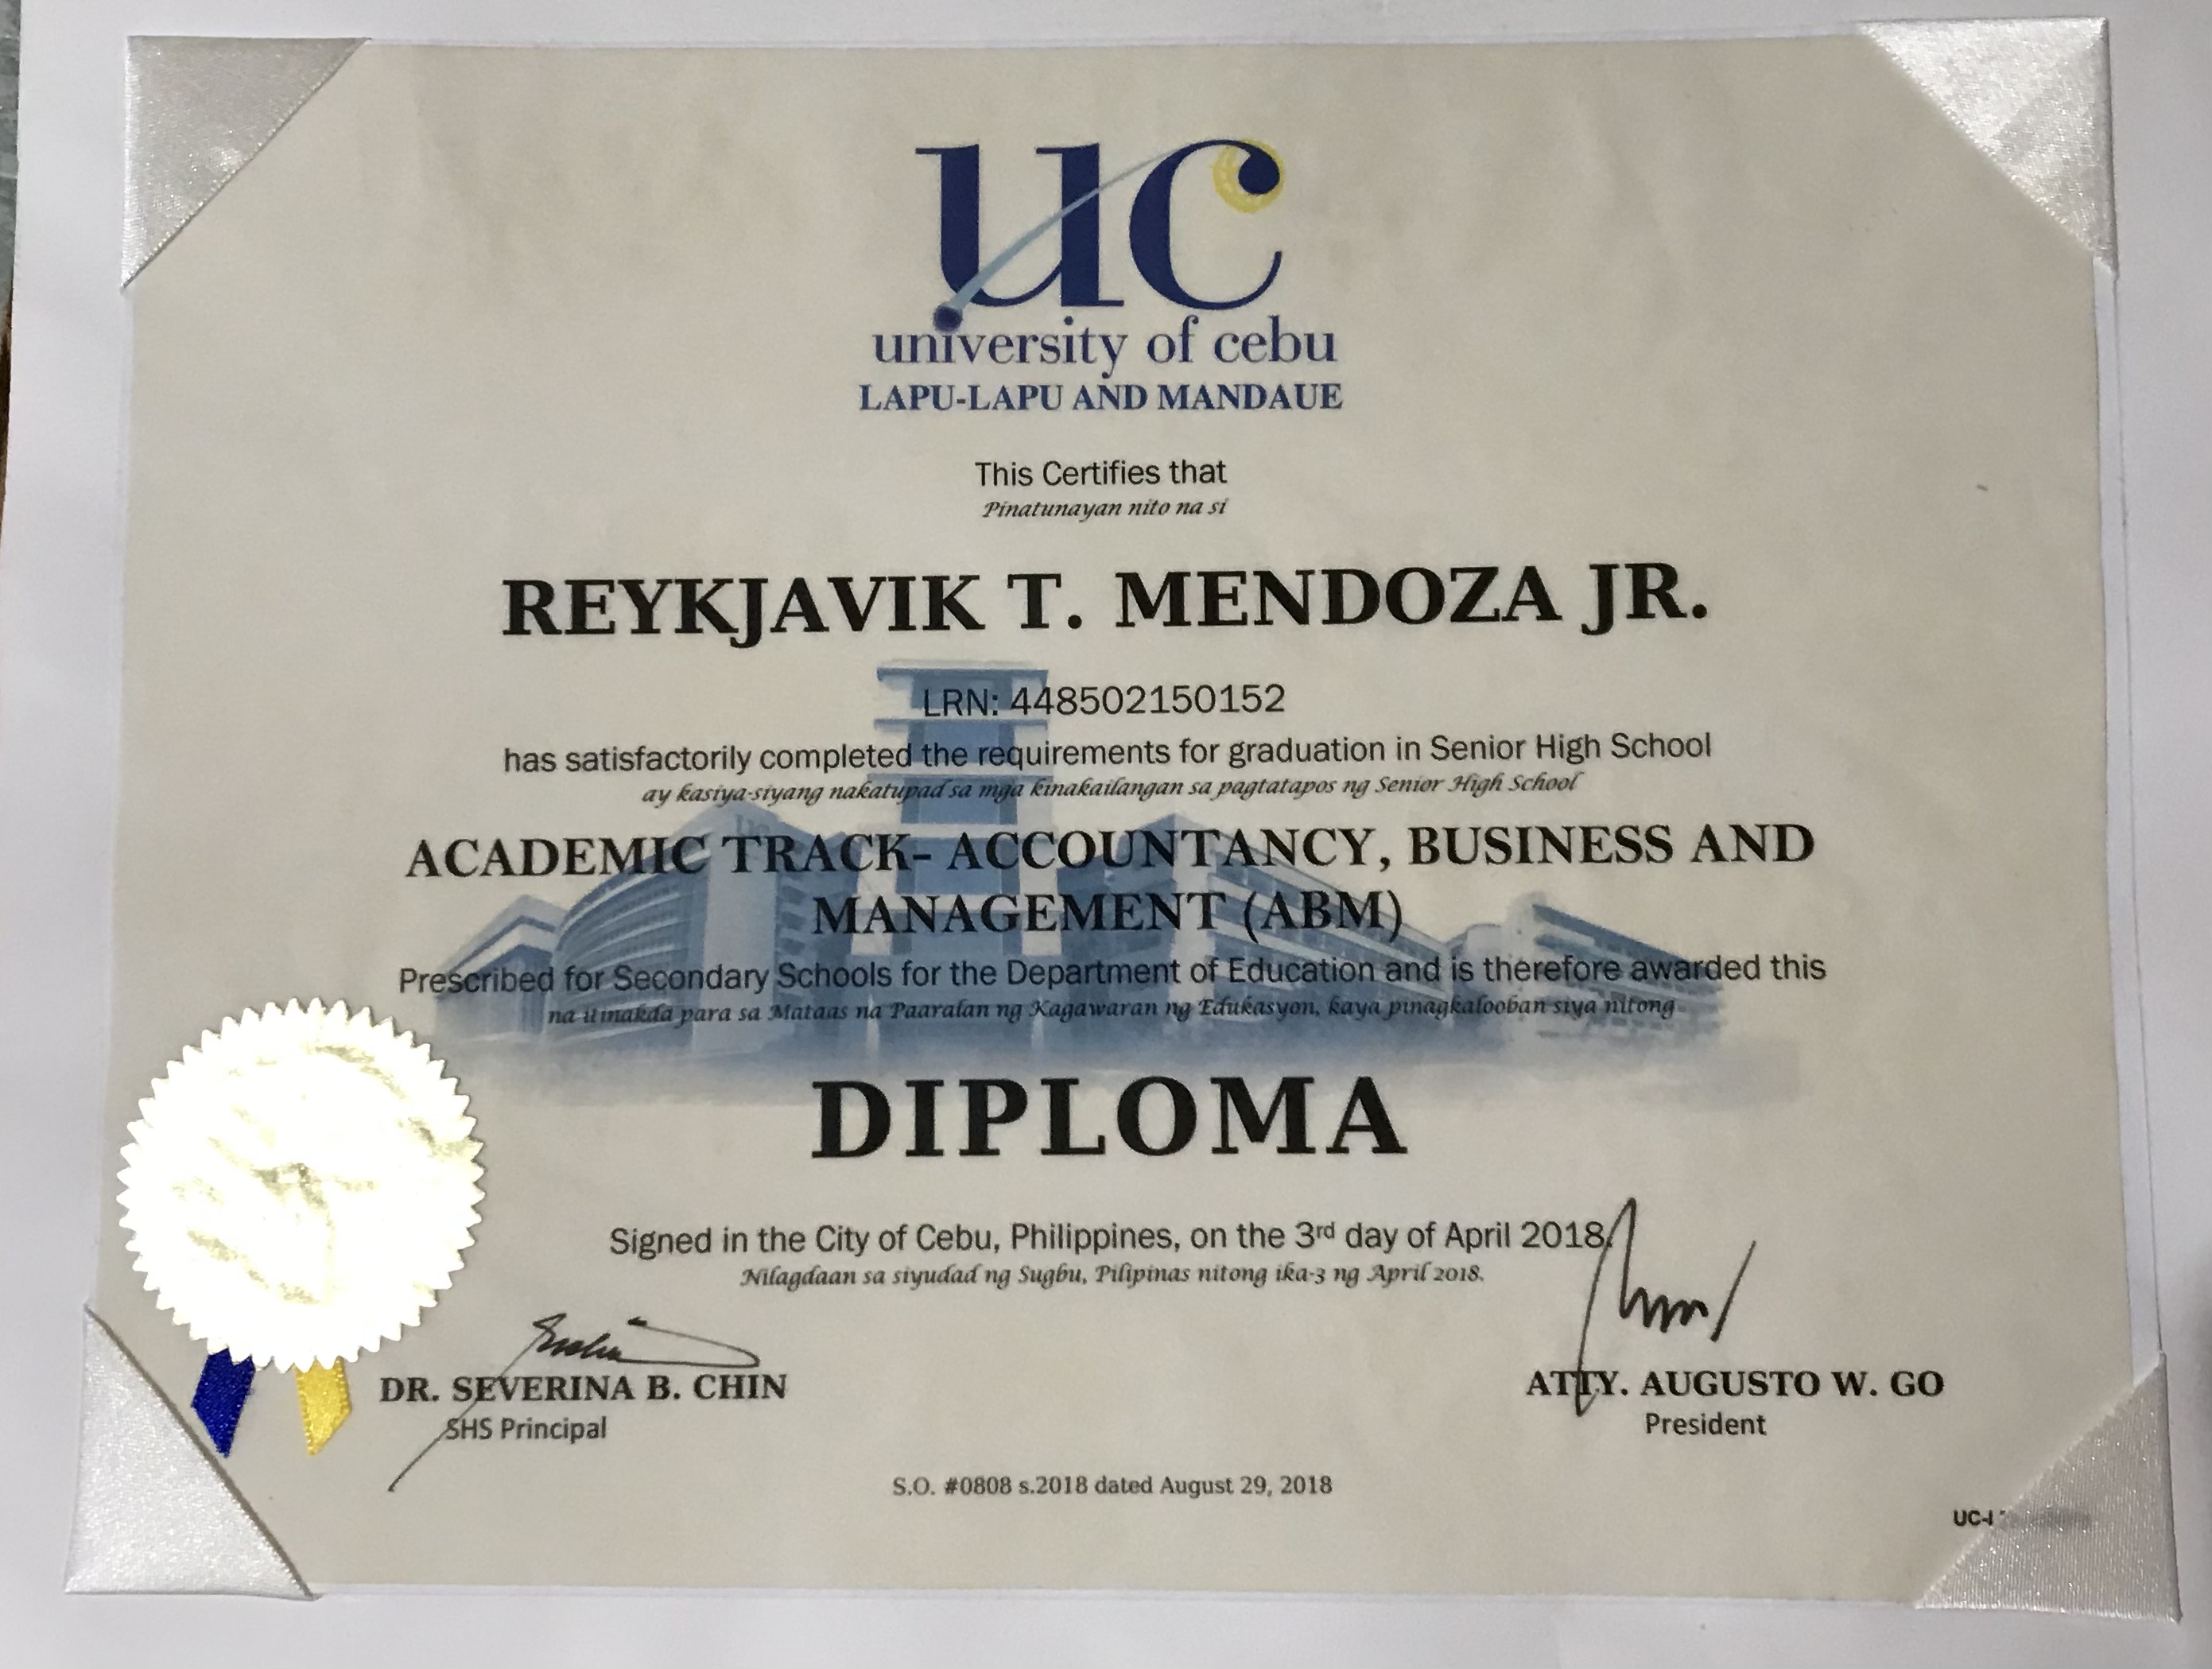 uc
university of cebu
LAPU-LAPU AND MANDAUE
This Certifies that
Pinatunayan nito na si
REYKJAVIK T. MENDOZA JR.
LRN: 448502150152
has satisfactorily completed the requirements for graduation in Senior High School
ay kasiya-siyang nakatupad sa mga kinakailangan sa pagtatapos ng Senior High School
ACADEMIC TRACK- ACCOUNTANCY, BUSINESS AND
MANAGEMENT (ABM)
Prescribed for Secondary Schools for the Department of Education and is therefore awarded this
na itinakda para sa Mataas na Paaralan ng Kagawaran ng Edukasyon, kaya pinagkalooban siya nitong
DIPLOMA
Signed in the City of Cebu, Philippines, on the 3rd day of April 2018.
Nilagdaan sa siyudad ng Sugbu, Pilipinas nitong ika-3 ng April 2018.
DR. SEVERINA B. CHIN
SHS Principal
ATTY. AUGUSTO W. GO
President
S.O. #0808 s.2018 dated August 29, 2018